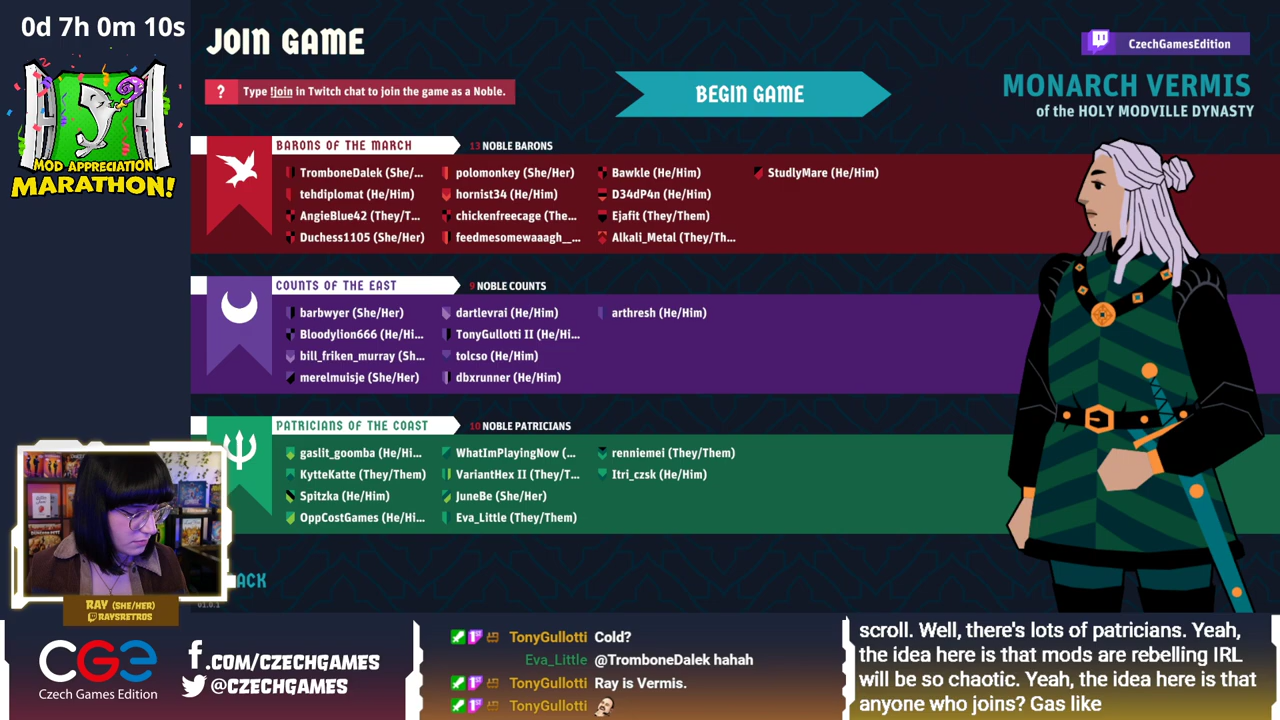 0d 7h 0m 10s
MOD APPRECIATION
MARATHON!
JOIN GAME
? Type !join in Twitch chat to join the game as a Noble.
BEGIN GAME
CzechGamesEdition
MONARCH VERMIS
of the HOLY MODVILLE DYNASTY
BARONS OF THE MARCH
13 NOBLE BARONS
TromboneDalek (She/...
polomonkey (She/Her)
Bawkle (He/Him)
StudlyMare (He/Him)
tehdiplomat (He/Him)
hornist34 (He/Him)
D34dP4n (He/Him)
AngieBlue42 (They/T...
chickenfreecage (The...
Ejafit (They/Them)
Duchess1105 (She/Her)
feedmesomewaaagh__...
Alkali_Metal (They/Th...
COUNTS OF THE EAST
9 NOBLE COUNTS
barbwyer (She/Her)
dartlevrai (He/Him)
arthresh (He/Him)
Bloodylion666 (He/Hi...
TonyGullotti II (He/Hi...
bill_friken_murray (Sh...
tolcso (He/Him)
merelmuisje (She/Her)
dbxrunner (He/Him)
PATRICIANS OF THE COAST
10 NOBLE PATRICIANS
gaslit_goomba (He/Hi...
WhatImPlayingNow (...
renniemei (They/Them)
KytteKatte (They/Them)
VariantHex II (They/T...
Itri_czsk (He/Him)
Spitzka (He/Him)
JuneBe (She/Her)
OppCostGames (He/Hi...
Eva_Little (They/Them)
ACK
RAY (SHE/HER)
RAYSRETROS
CGE
Czech Games Edition
f.COM/CZECHGAMES
@CZECHGAMES
TonyGullotti Cold?
Eva_Little @TromboneDalek hahah
TonyGullotti Ray is Vermis.
TonyGullotti
scroll. Well, there's lots of patricians. Yeah,
the idea here is that mods are rebelling IRL
will be so chaotic. Yeah, the idea here is that
anyone who joins? Gas like